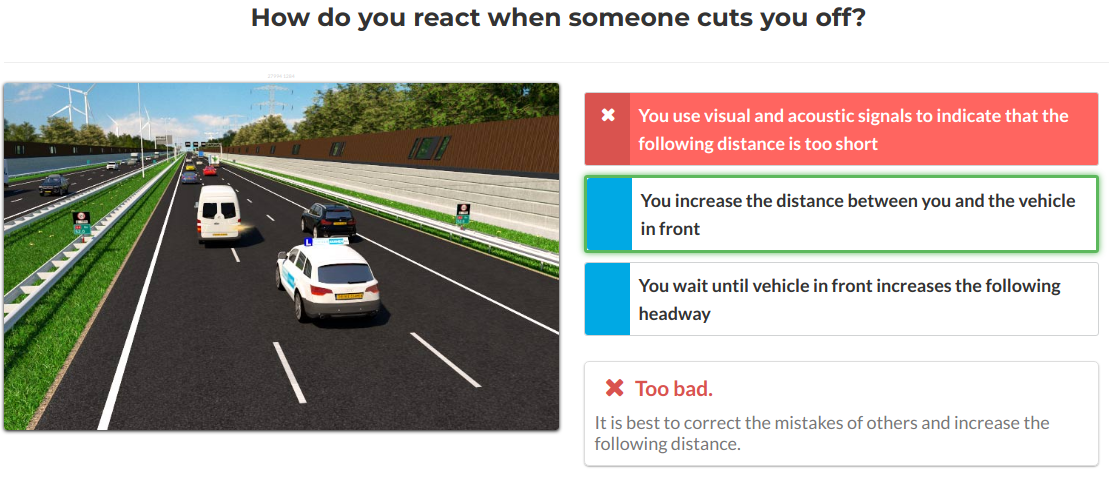 How do you react when someone cuts you off?
You use visual and acoustic signals to indicate that the
following distance is too short
You increase the distance between you and the vehicle
in front
You wait until vehicle in front increases the following
headway
Too bad.
It is best to correct the mistakes of others and increase the
following distance.
L